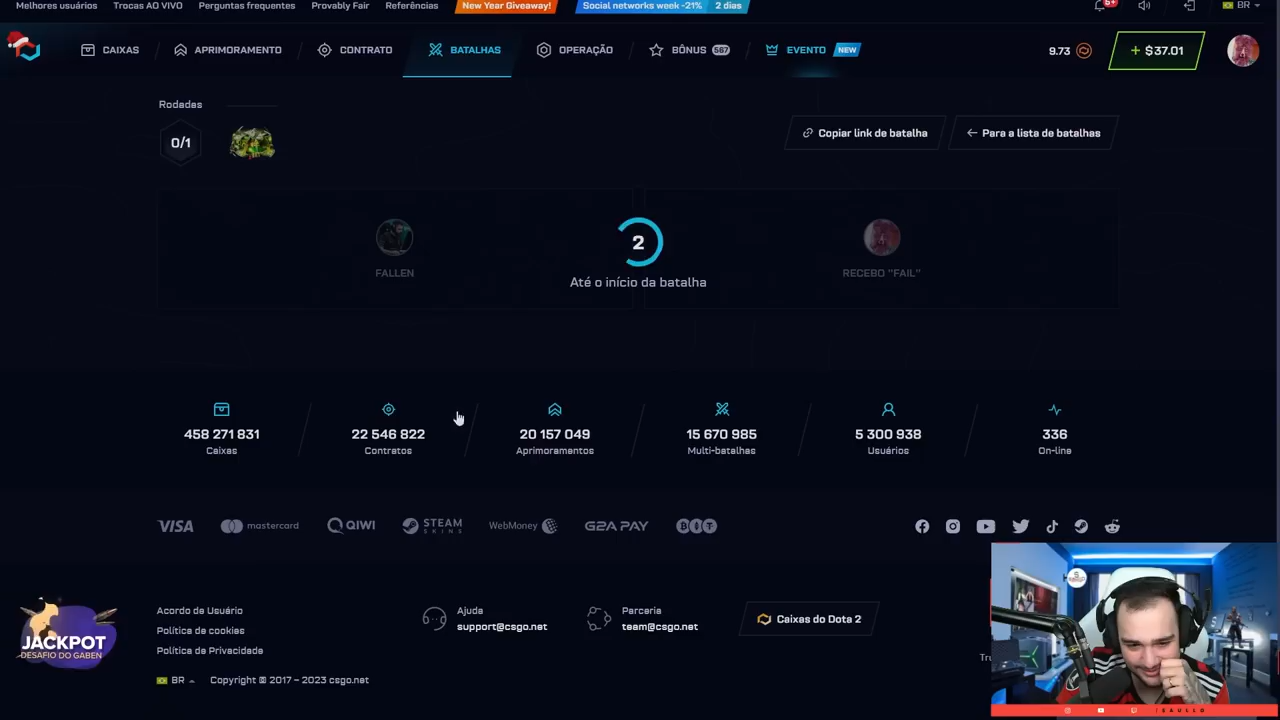 Melhores usuários Trocas AO VIVO Perguntas frequentes Provably Fair Referências New Year Giveaway! Social networks week -21% 2 dias 5+ BR
CAIXAS APRIMORAMENTO CONTRATO BATALHAS OPERAÇÃO BÔNUS 567 EVENTO NEW 9.73 + $ 37.01
Rodadas
0/1
Copiar link de batalha Para a lista de batalhas
2
FALLEN RECEBO "FAIL"
Até o início da batalha
458 271 831 22 546 822 20 157 049 15 670 985 5 300 938 336
Caixas Contratos Aprimoramentos Multi-batalhas Usuários On-line
VISA mastercard QIWI STEAM SKINS WebMoney G2A PAY BIT
Acordo de Usuário Ajuda Parceria Caixas do Dota 2
Política de cookies support@csgo.net team@csgo.net
JACKPOT
DESAFIO DO GABEN
Política de Privacidade
BR Copyright © 2017 – 2023 csgo.net